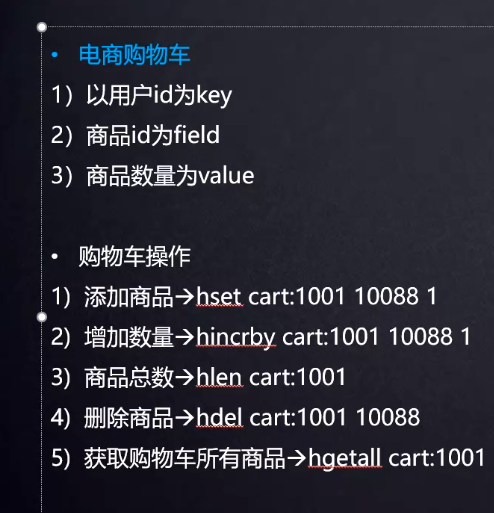 • 电商购物车
1）以用户id为key
2）商品id为field
3）商品数量为value
• 购物车操作
1）添加商品→hset cart:1001 10088 1
2）增加数量→hincrby cart:1001 10088 1
3）商品总数→hlen cart:1001
4）删除商品→hdel cart:1001 10088
5）获取购物车所有商品→hgetall cart:1001